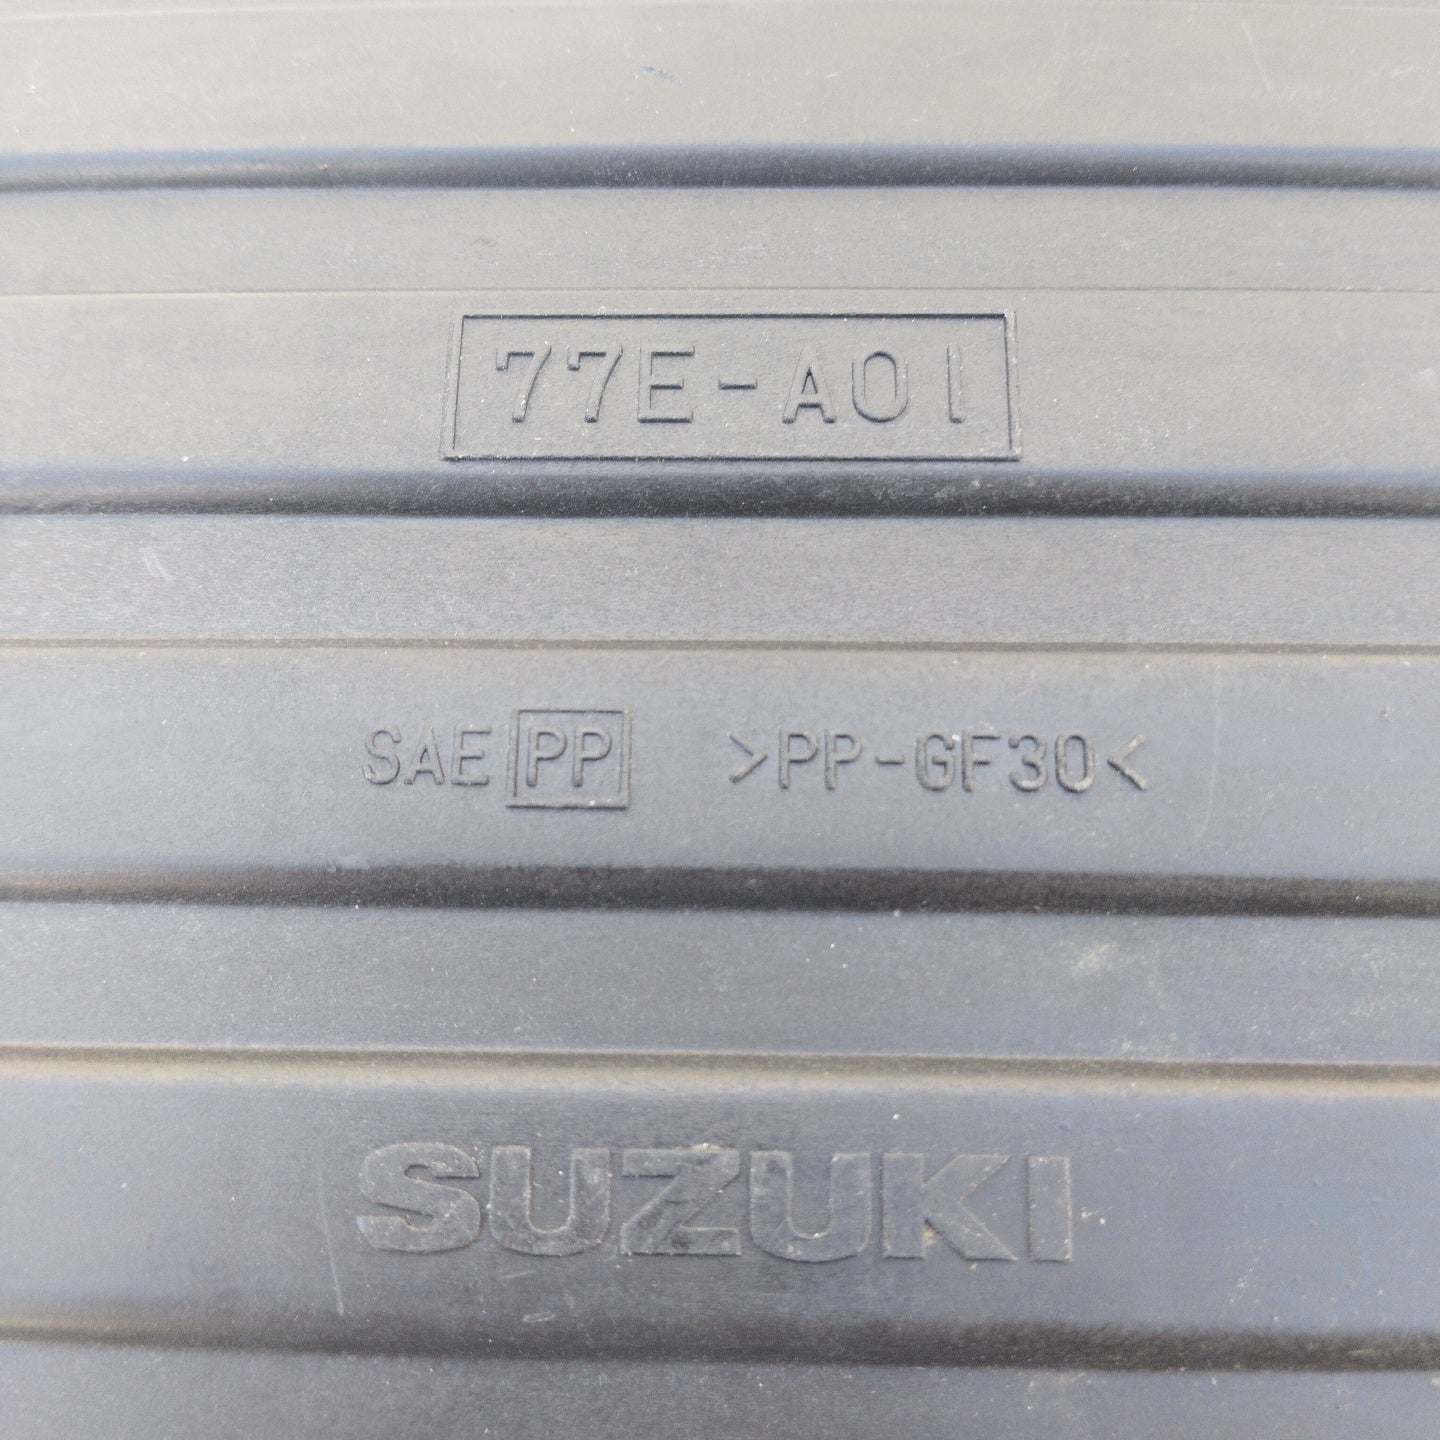 77E-A01
SAE PP >PP-GF30<
SUZUKI